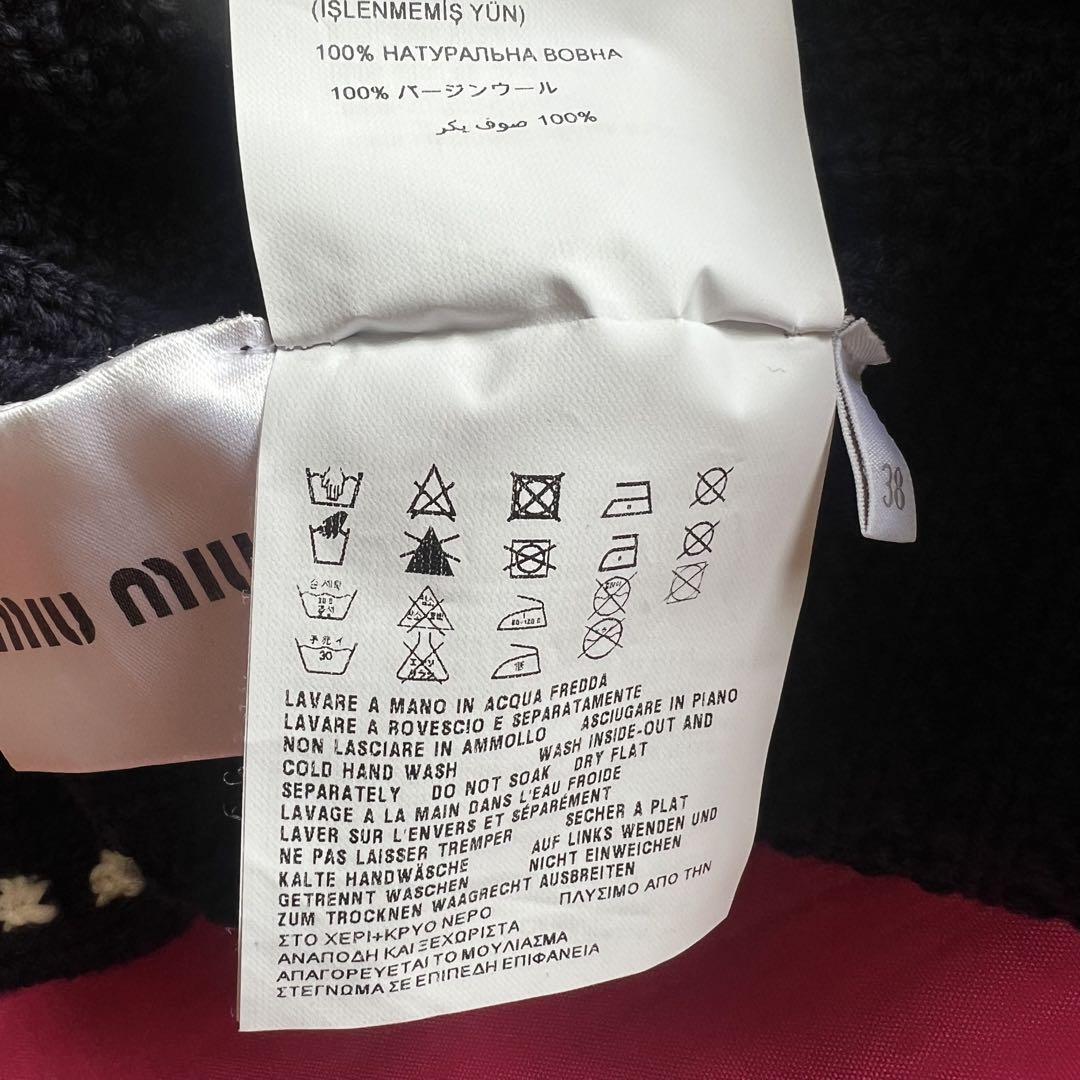 (İŞLENMEMİŞ YÜN)
100% НАТУРАЛЬНА ВОВНА
100% バージンウール
100% صوف بكر
38
MIU MIU
30
LAVARE A MANO IN ACQUA FREDDA
LAVARE A ROVESCIO E SEPARATAMENTE
NON LASCIARE IN AMMOLLO ASCIUGARE IN PIANO
COLD HAND WASH WASH INSIDE-OUT AND
SEPARATELY DO NOT SOAK DRY FLAT
LAVAGE A LA MAIN DANS L'EAU FROIDE
LAVER SUR L'ENVERS ET SÉPARÉMENT
NE PAS LAISSER TREMPER SECHER A PLAT
KALTE HANDWÄSCHE AUF LINKS WENDEN UND
GETRENNT WASCHEN NICHT EINWEICHEN
ZUM TROCKNEN WAAGRECHT AUSBREITEN
ΠΛΥΣΙΜΟ ΑΠΟ ΤΗΝ
ΣΤΟ ΧΕΡΙ+ΚΡΥΟ ΝΕΡΟ
ΑΝΑΠΟΔΗ ΚΑΙ ΞΕΧΩΡΙΣΤΑ
ΑΠΑΓΟΡΕΥΕΤΑΙ ΤΟ ΜΟΥΛΙΑΣΜΑ
ΣΤΕΓΝΩΜΑ ΣΕ ΕΠΙΠΕΔΗ ΕΠΙΦΑΝΕΙΑ